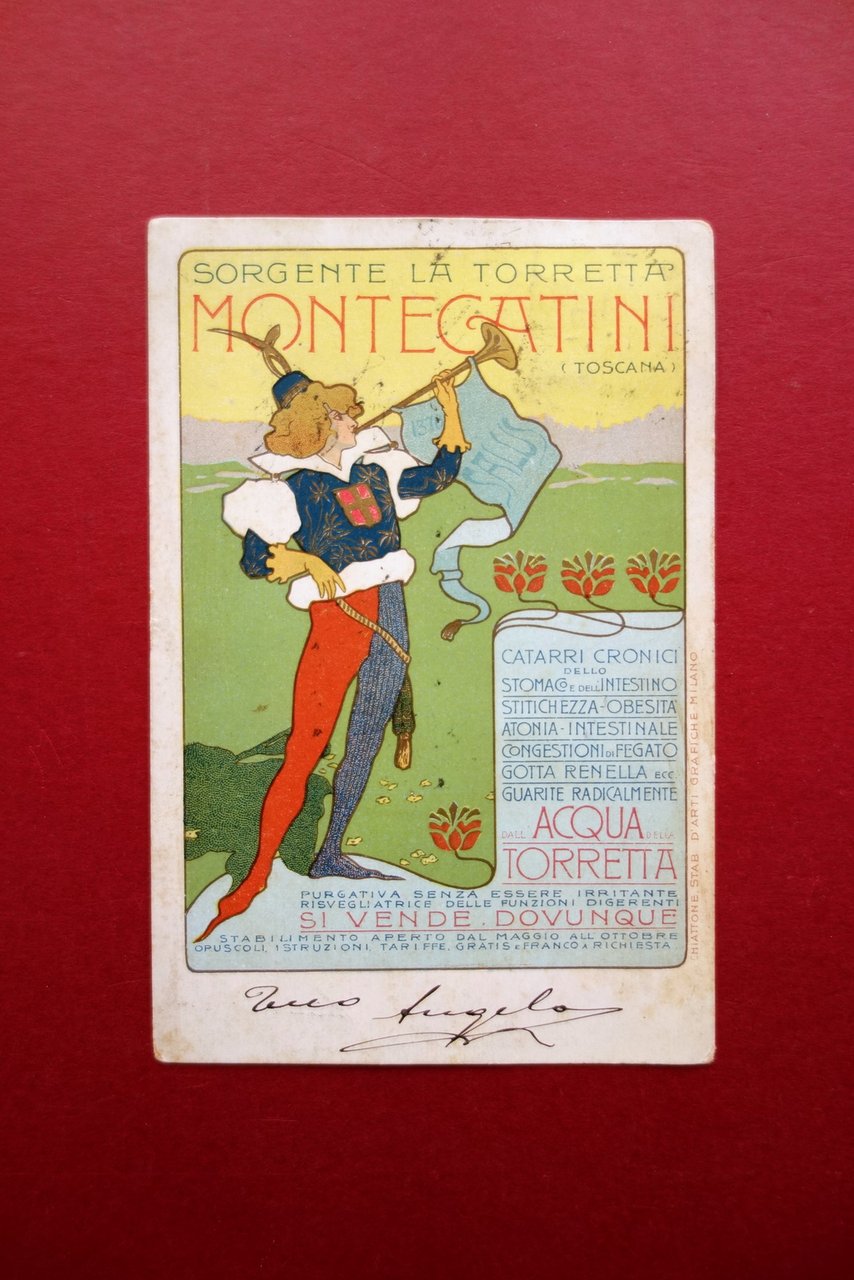 SORGENTE LA TORRETTA
MONTECATINI
(TOSCANA)
SALUS
CATARRI CRONICI
DELLO
STOMACO E DELL'INTESTINO
STITICHEZZA-OBESITÀ
ATONIA-INTESTINALE
CONGESTIONI DI FEGATO
GOTTA RENELLA ECC.
GUARITE RADICALMENTE
DALL' ACQUA DELLA
TORRETTA
PURGATIVA SENZA ESSERE IRRITANTE
RISVEGLIATRICE DELLE FUNZIONI DIGERENTI
SI VENDE. DOVUNQUE
STABILIMENTO APERTO DAL MAGGIO ALL'OTTOBRE
OPUSCOLI, ISTRUZIONI, TARIFFE, GRATIS E FRANCO A RICHIESTA
CHIATTONE STAB D'ARTI GRAFICHE MILANO
Tuo Angelo